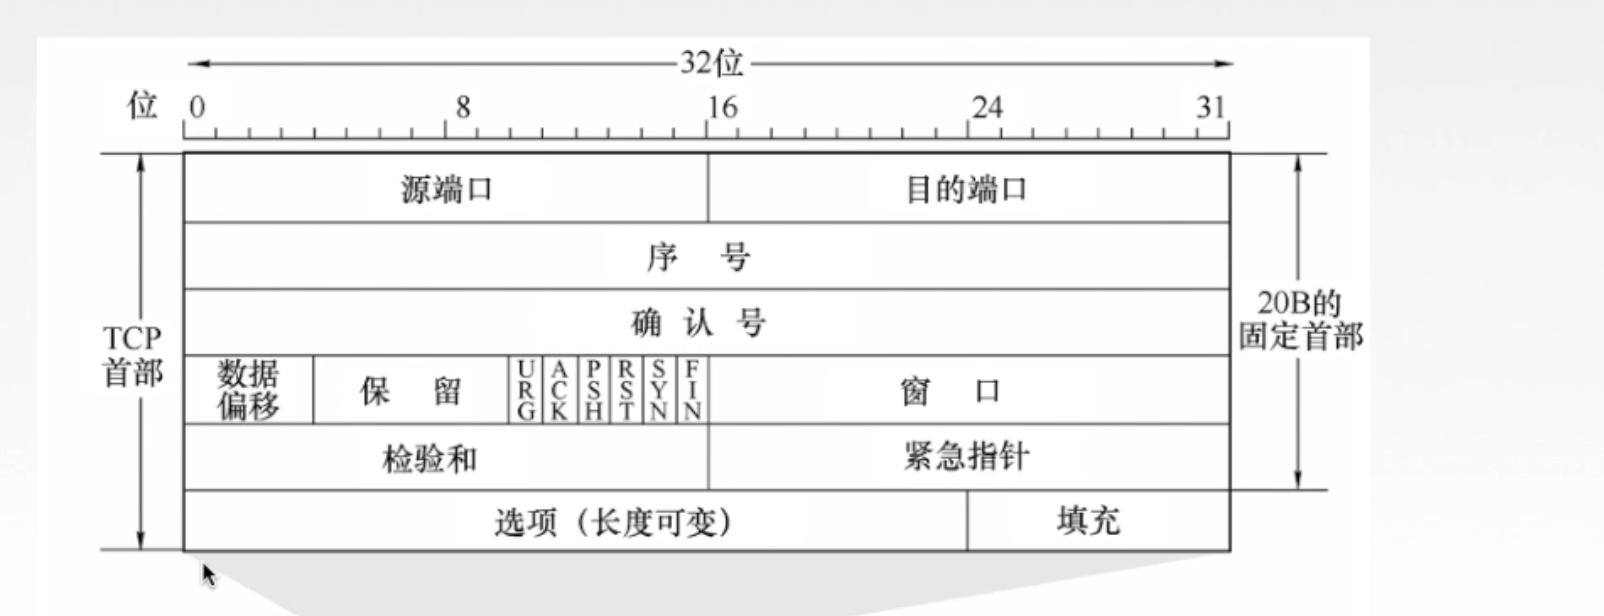 32位
位 0 8 16 24 31
源端口 目的端口
序 号
确 认 号
TCP
首部
20B的
固定首部
数据
偏移
保 留
URG
ACK
PSH
RST
SYN
FIN
窗 口
检验和 紧急指针
选项（长度可变） 填充